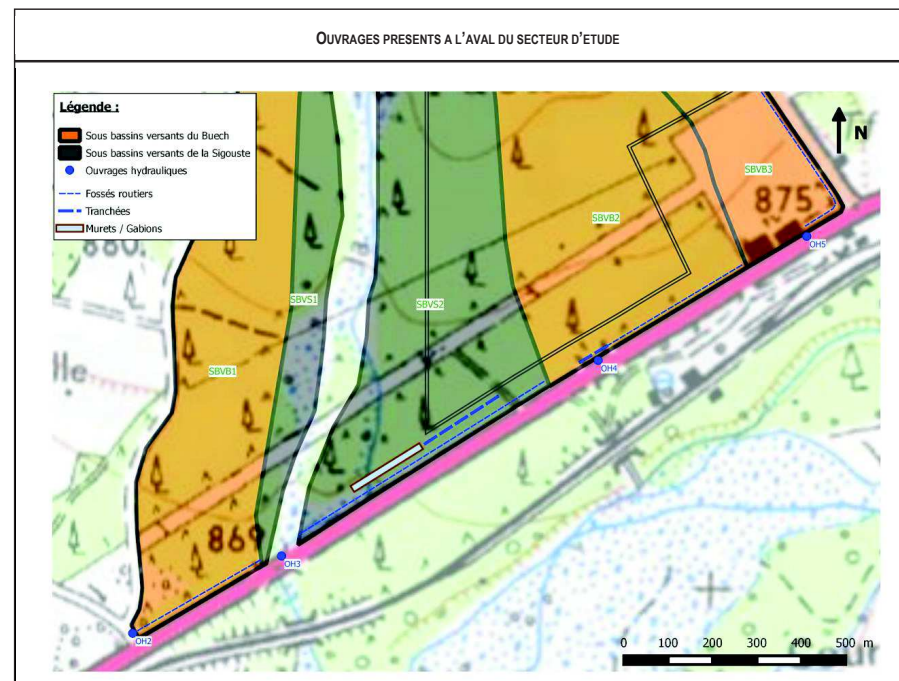 OUVRAGES PRESENTS A L'AVAL DU SECTEUR D'ETUDE
Légende :
Sous bassins versants du Buech
Sous bassins versants de la Sigouste
Ouvrages hydrauliques
Fossés routiers
Tranchées
Murets / Gabions
N
SBVB3
875
SBVB2
OH5
880
SBVS1
SBVS2
SBVB1
OH4
869
OH3
OH2
0 100 200 300 400 500 m